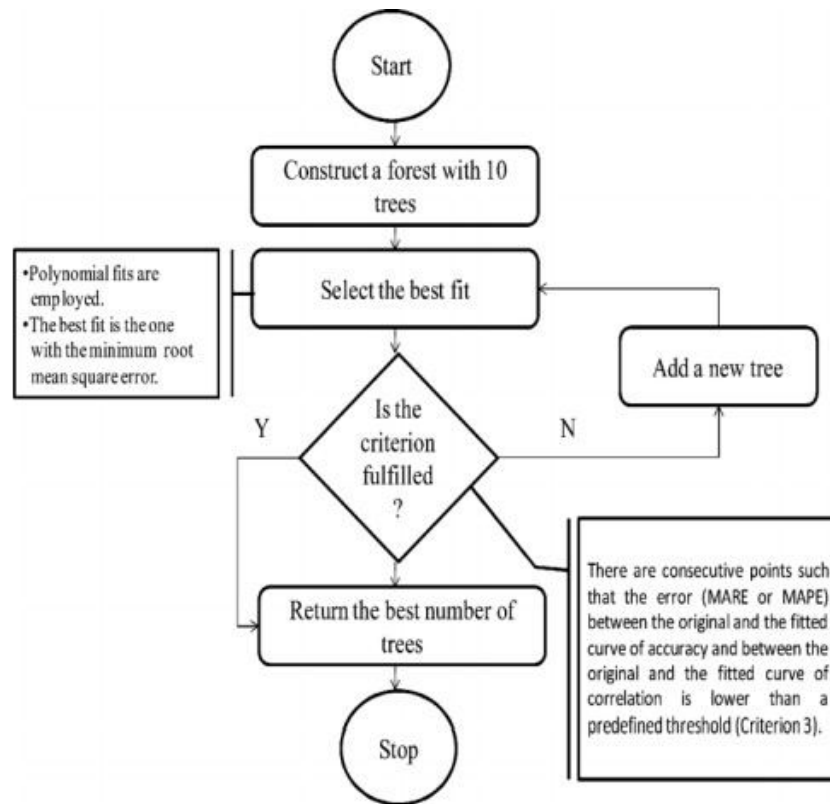 Start
Construct a forest with 10
trees
•Polynomial fits are
employed.
•The best fit is the one
with the minimum root
mean square error.
Select the best fit
Add a new tree
Is the
criterion
fulfilled
?
Y
N
There are consecutive points such
that the error (MARE or MAPE)
between the original and the fitted
curve of accuracy and between the
original and the fitted curve of
correlation is lower than a
predefined threshold (Criterion 3).
Return the best number of
trees
Stop